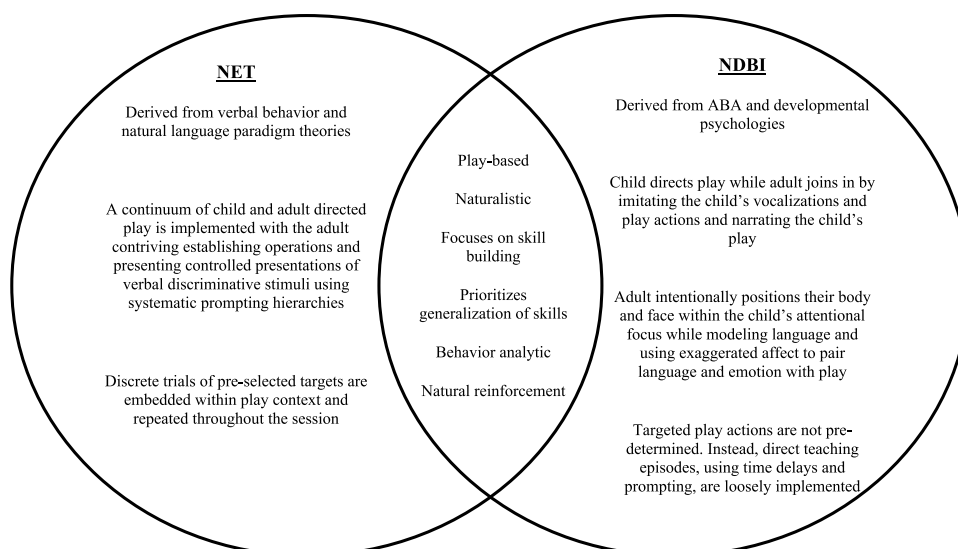 NET
Derived from verbal behavior and
natural language paradigm theories
A continuum of child and adult directed
play is implemented with the adult
contriving establishing operations and
presenting controlled presentations of
verbal discriminative stimuli using
systematic prompting hierarchies
Discrete trials of pre-selected targets are
embedded within play context and
repeated throughout the session
Play-based
Naturalistic
Focuses on skill
building
Prioritizes
generalization of skills
Behavior analytic
Natural reinforcement
NDBI
Derived from ABA and developmental
psychologies
Child directs play while adult joins in by
imitating the child’s vocalizations and
play actions and narrating the child’s
play
Adult intentionally positions their body
and face within the child’s attentional
focus while modeling language and
using exaggerated affect to pair
language and emotion with play
Targeted play actions are not pre-
determined. Instead, direct teaching
episodes, using time delays and
prompting, are loosely implemented